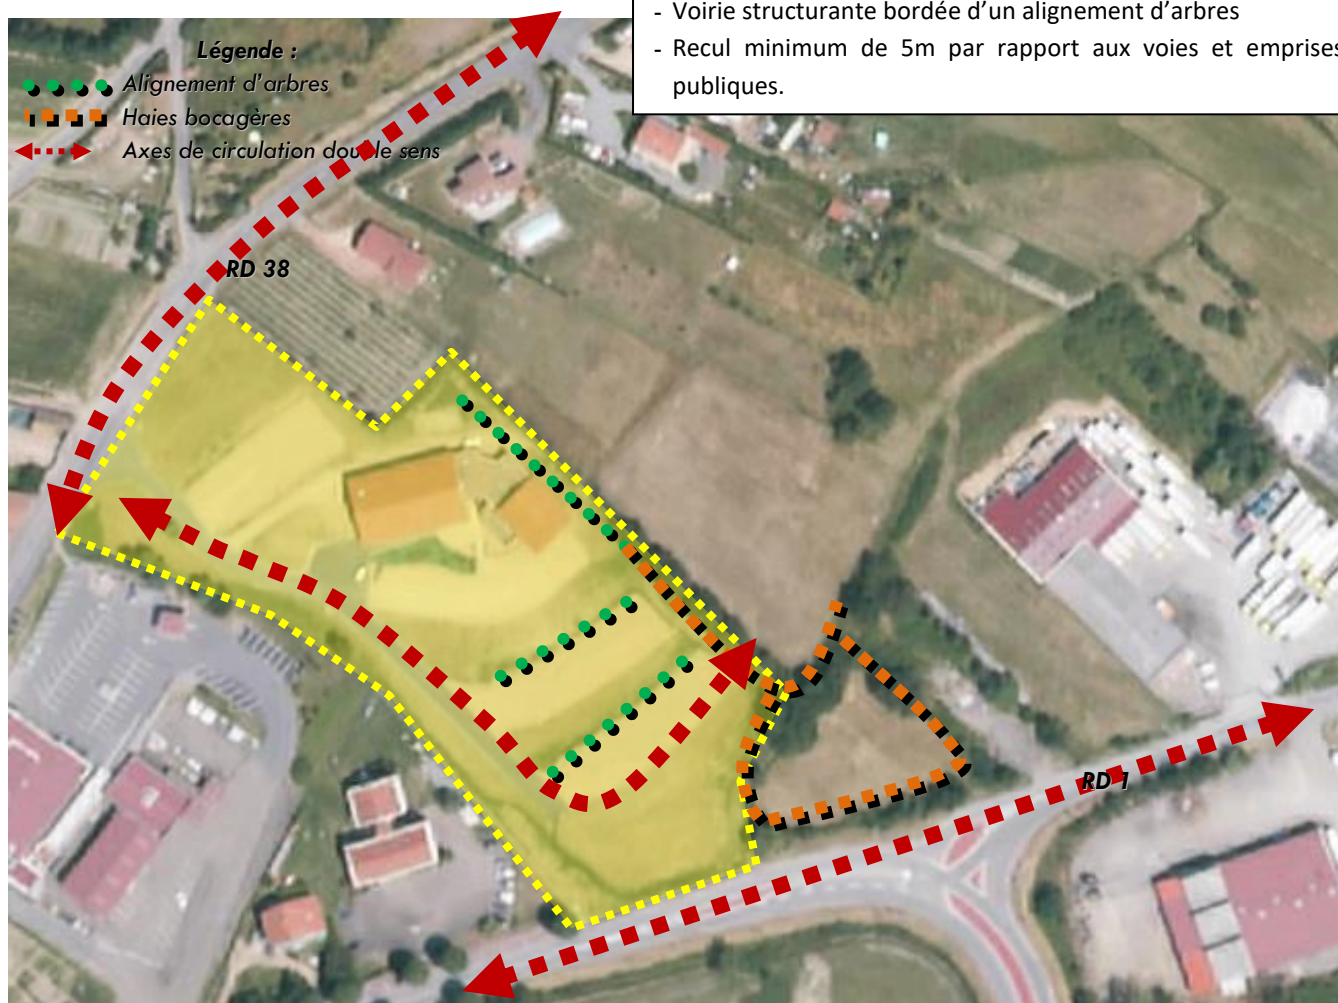 - Voirie structurante bordée d’un alignement d’arbres
- Recul minimum de 5m par rapport aux voies et emprises
publiques.
Légende :
Alignement d’arbres
Haies bocagères
Axes de circulation double sens
RD 38
RD 1